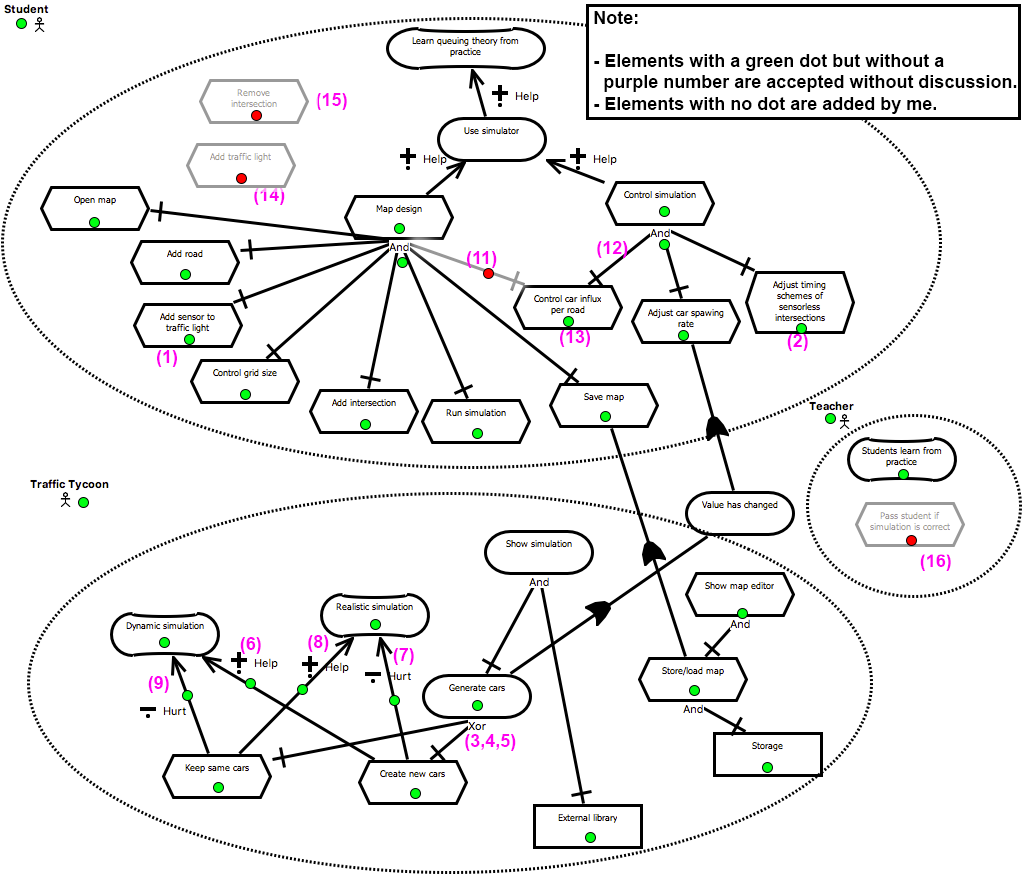 Student
Note:
- Elements with a green dot but without a
purple number are accepted without discussion.
- Elements with no dot are added by me.
Learn queuing theory from
practice
Help
Remove
intersection
(15)
Use simulator
Add traffic light
(14)
Help
Help
Open map
Map design
Control simulation
And
And
(12)
Add road
(11)
Control car influx
per road
(13)
Adjust car spawing
rate
Adjust timing
schemes of
sensorless
intersections
(2)
Add sensor to
traffic light
(1)
Control grid size
Add intersection
Run simulation
Save map
Teacher
Students learn from
practice
Pass student if
simulation is correct
(16)
Traffic Tycoon
Value has changed
Show simulation
And
Show map editor
And
Dynamic simulation
Realistic simulation
(6)
Help
(8)
Help
(7)
Hurt
(9)
Hurt
Generate cars
Xor
(3,4,5)
Store/load map
And
Storage
Keep same cars
Create new cars
External library